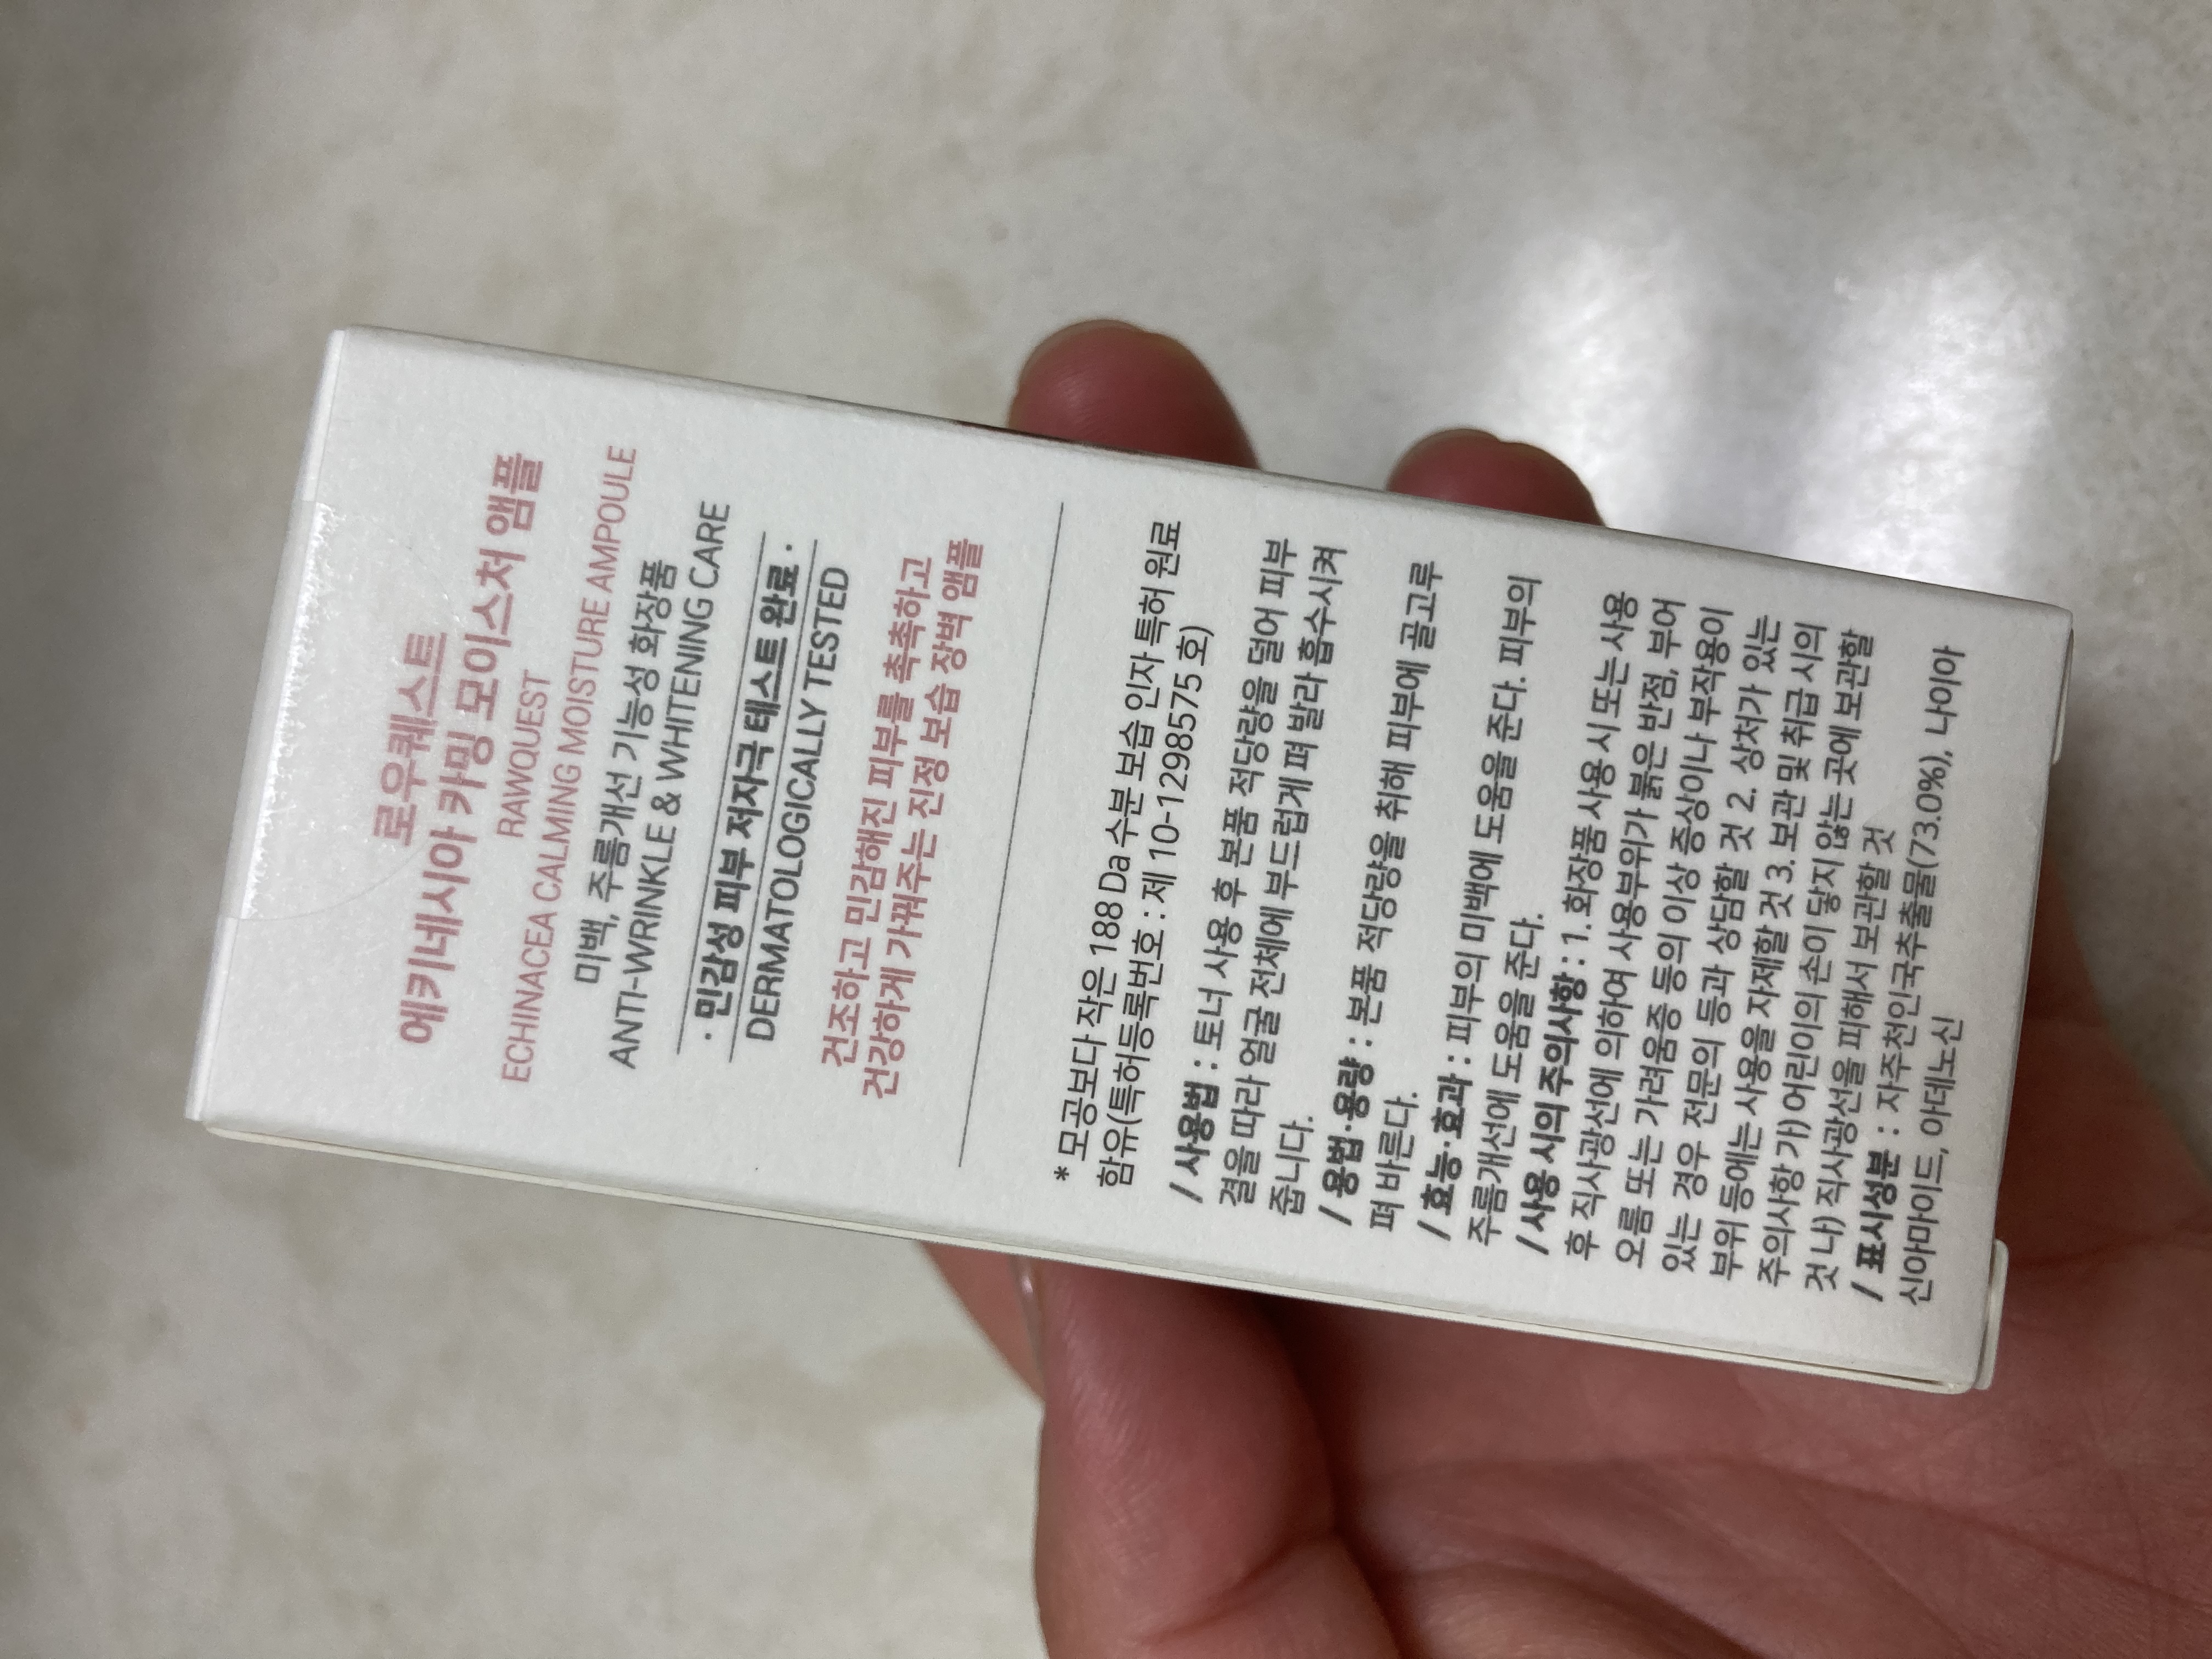 로우퀘스트
에키네시아 카밍 모이스처 앰플
RAWQUEST
ECHINACEA CALMING MOISTURE AMPOULE
미백, 주름개선 기능성 화장품
ANTI-WRINKLE & WHITENING CARE
· 민감성 피부 저자극 테스트 완료 ·
DERMATOLOGICALLY TESTED
건조하고 민감해진 피부를 촉촉하고
건강하게 가꿔주는 진정 보습 장벽 앰플
* 모공보다 작은 188 Da 수분 보습 인자 특허 원료
함유(특허등록번호 : 제 10-1298575 호)
/ 사용법 : 토너 사용 후 본품 적당량을 덜어 피부
결을 따라 얼굴 전체에 부드럽게 펴 발라 흡수시켜
줍니다.
/ 용법·용량 : 본품 적당량을 취해 피부에 골고루
펴 바른다.
/ 효능·효과 : 피부의 미백에 도움을 준다. 피부의
주름개선에 도움을 준다.
/ 사용 시의 주의사항 : 1. 화장품 사용 시 또는 사용
후 직사광선에 의하여 사용부위가 붉은 반점, 부어
오름 또는 가려움증 등의 이상 증상이나 부작용이
있는 경우 전문의 등과 상담할 것 2. 상처가 있는
부위 등에는 사용을 자제할 것 3. 보관 및 취급 시의
주의사항 가) 어린이의 손이 닿지 않는 곳에 보관할
것 나) 직사광선을 피해서 보관할 것
/ 표시성분 : 자주천인국추출물(73.0%), 나이아
신아마이드, 아데노신